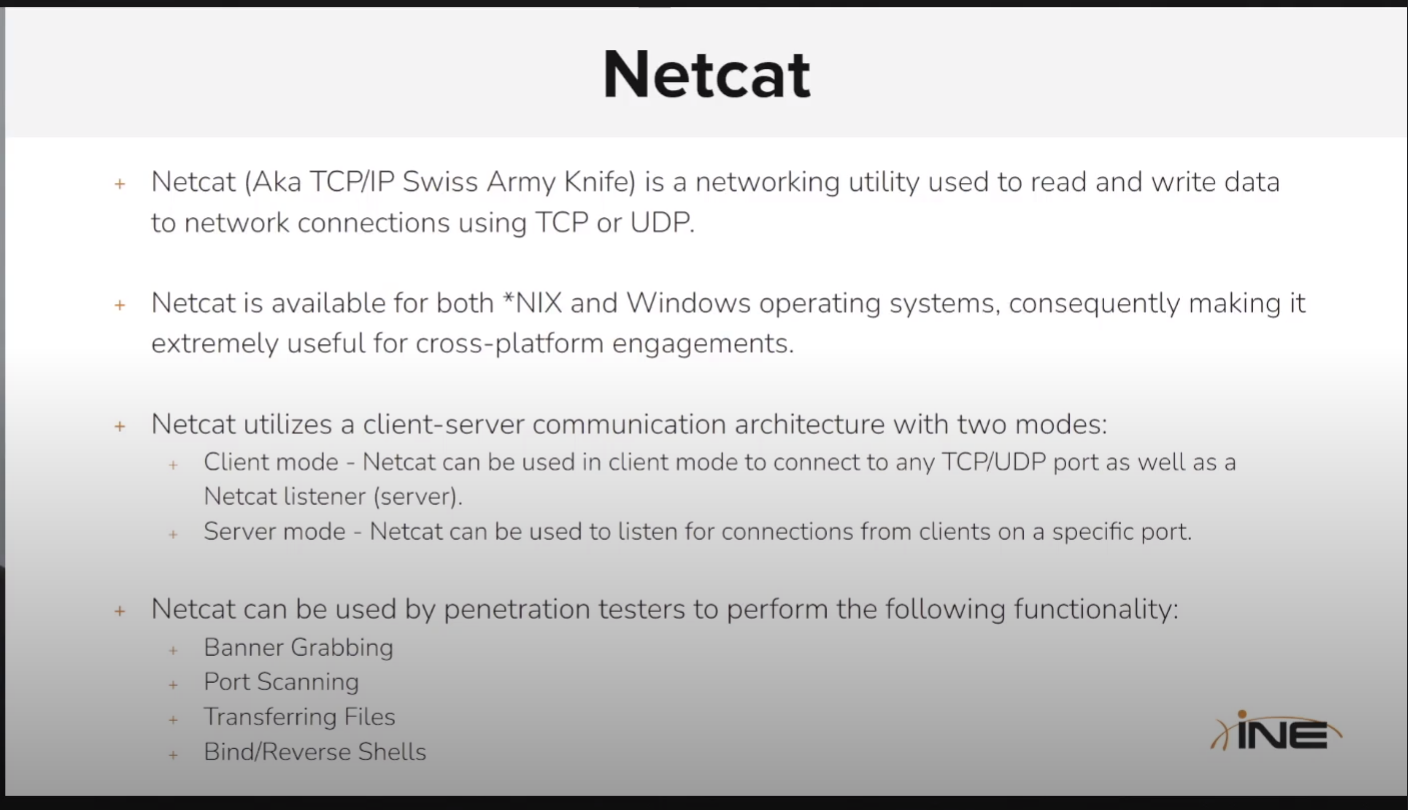 Netcat
+ Netcat (Aka TCP/IP Swiss Army Knife) is a networking utility used to read and write data
to network connections using TCP or UDP.
+ Netcat is available for both *NIX and Windows operating systems, consequently making it
extremely useful for cross-platform engagements.
+ Netcat utilizes a client-server communication architecture with two modes:
+ Client mode - Netcat can be used in client mode to connect to any TCP/UDP port as well as a
Netcat listener (server).
+ Server mode - Netcat can be used to listen for connections from clients on a specific port.
+ Netcat can be used by penetration testers to perform the following functionality:
+ Banner Grabbing
+ Port Scanning
+ Transferring Files
+ Bind/Reverse Shells
iNE